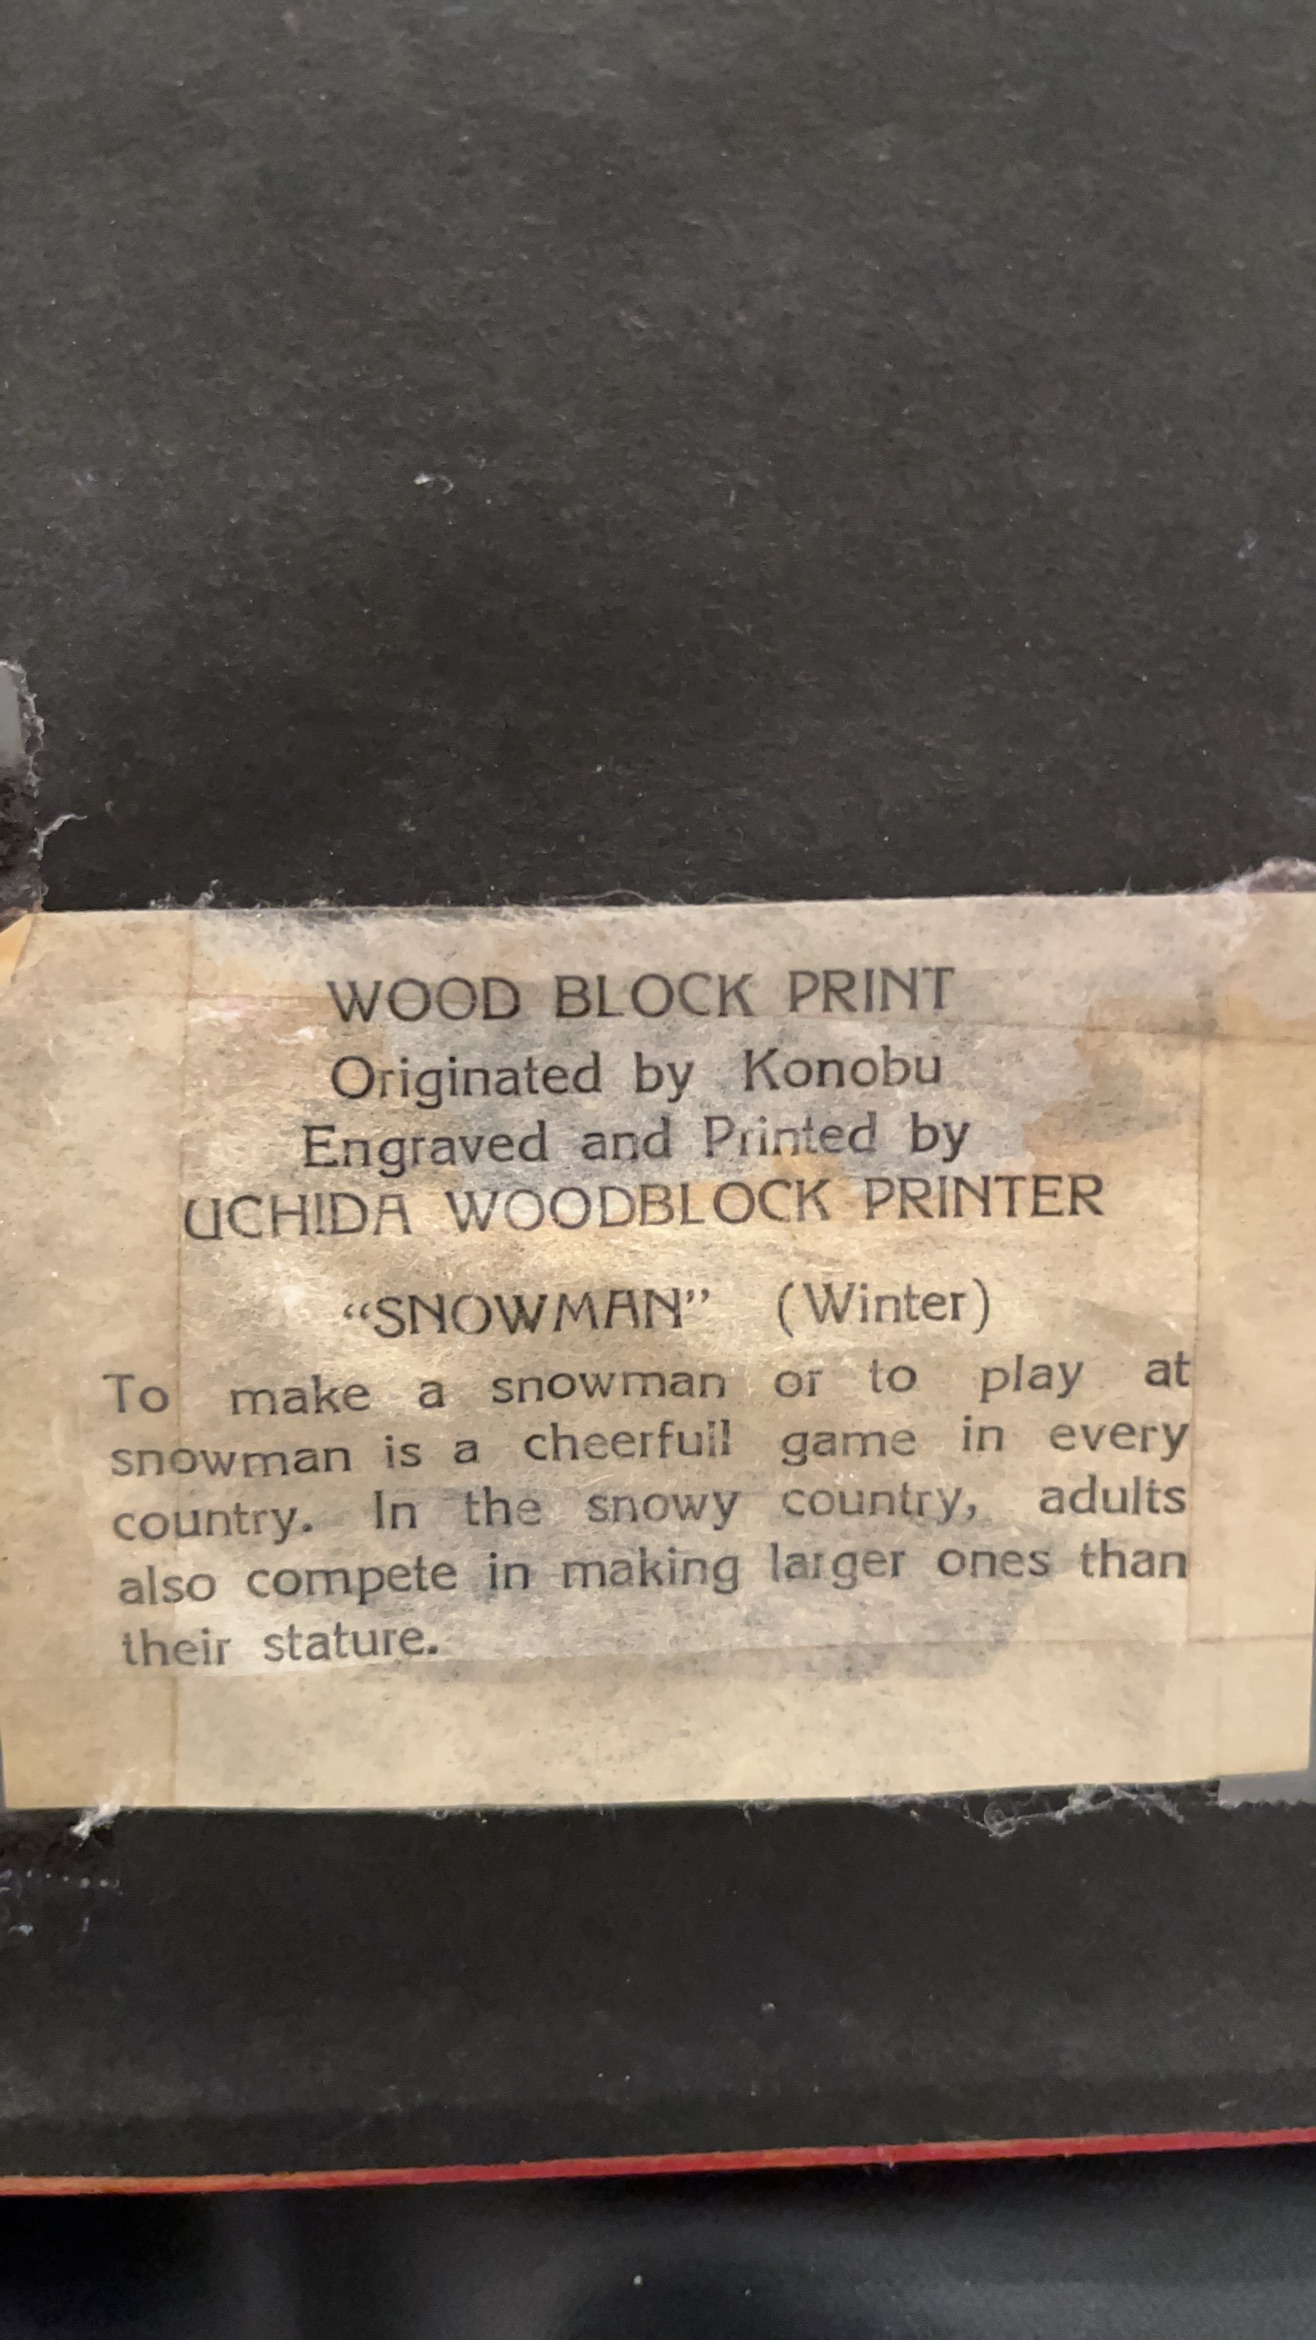 WOOD BLOCK PRINT
Originated by Konobu
Engraved and Printed by
UCHIDA WOODBLOCK PRINTER
“SNOWMAN” (Winter)
To make a snowman or to play at
snowman is a cheerfull game in every
country. In the snowy country, adults
also compete in making larger ones than
their stature.